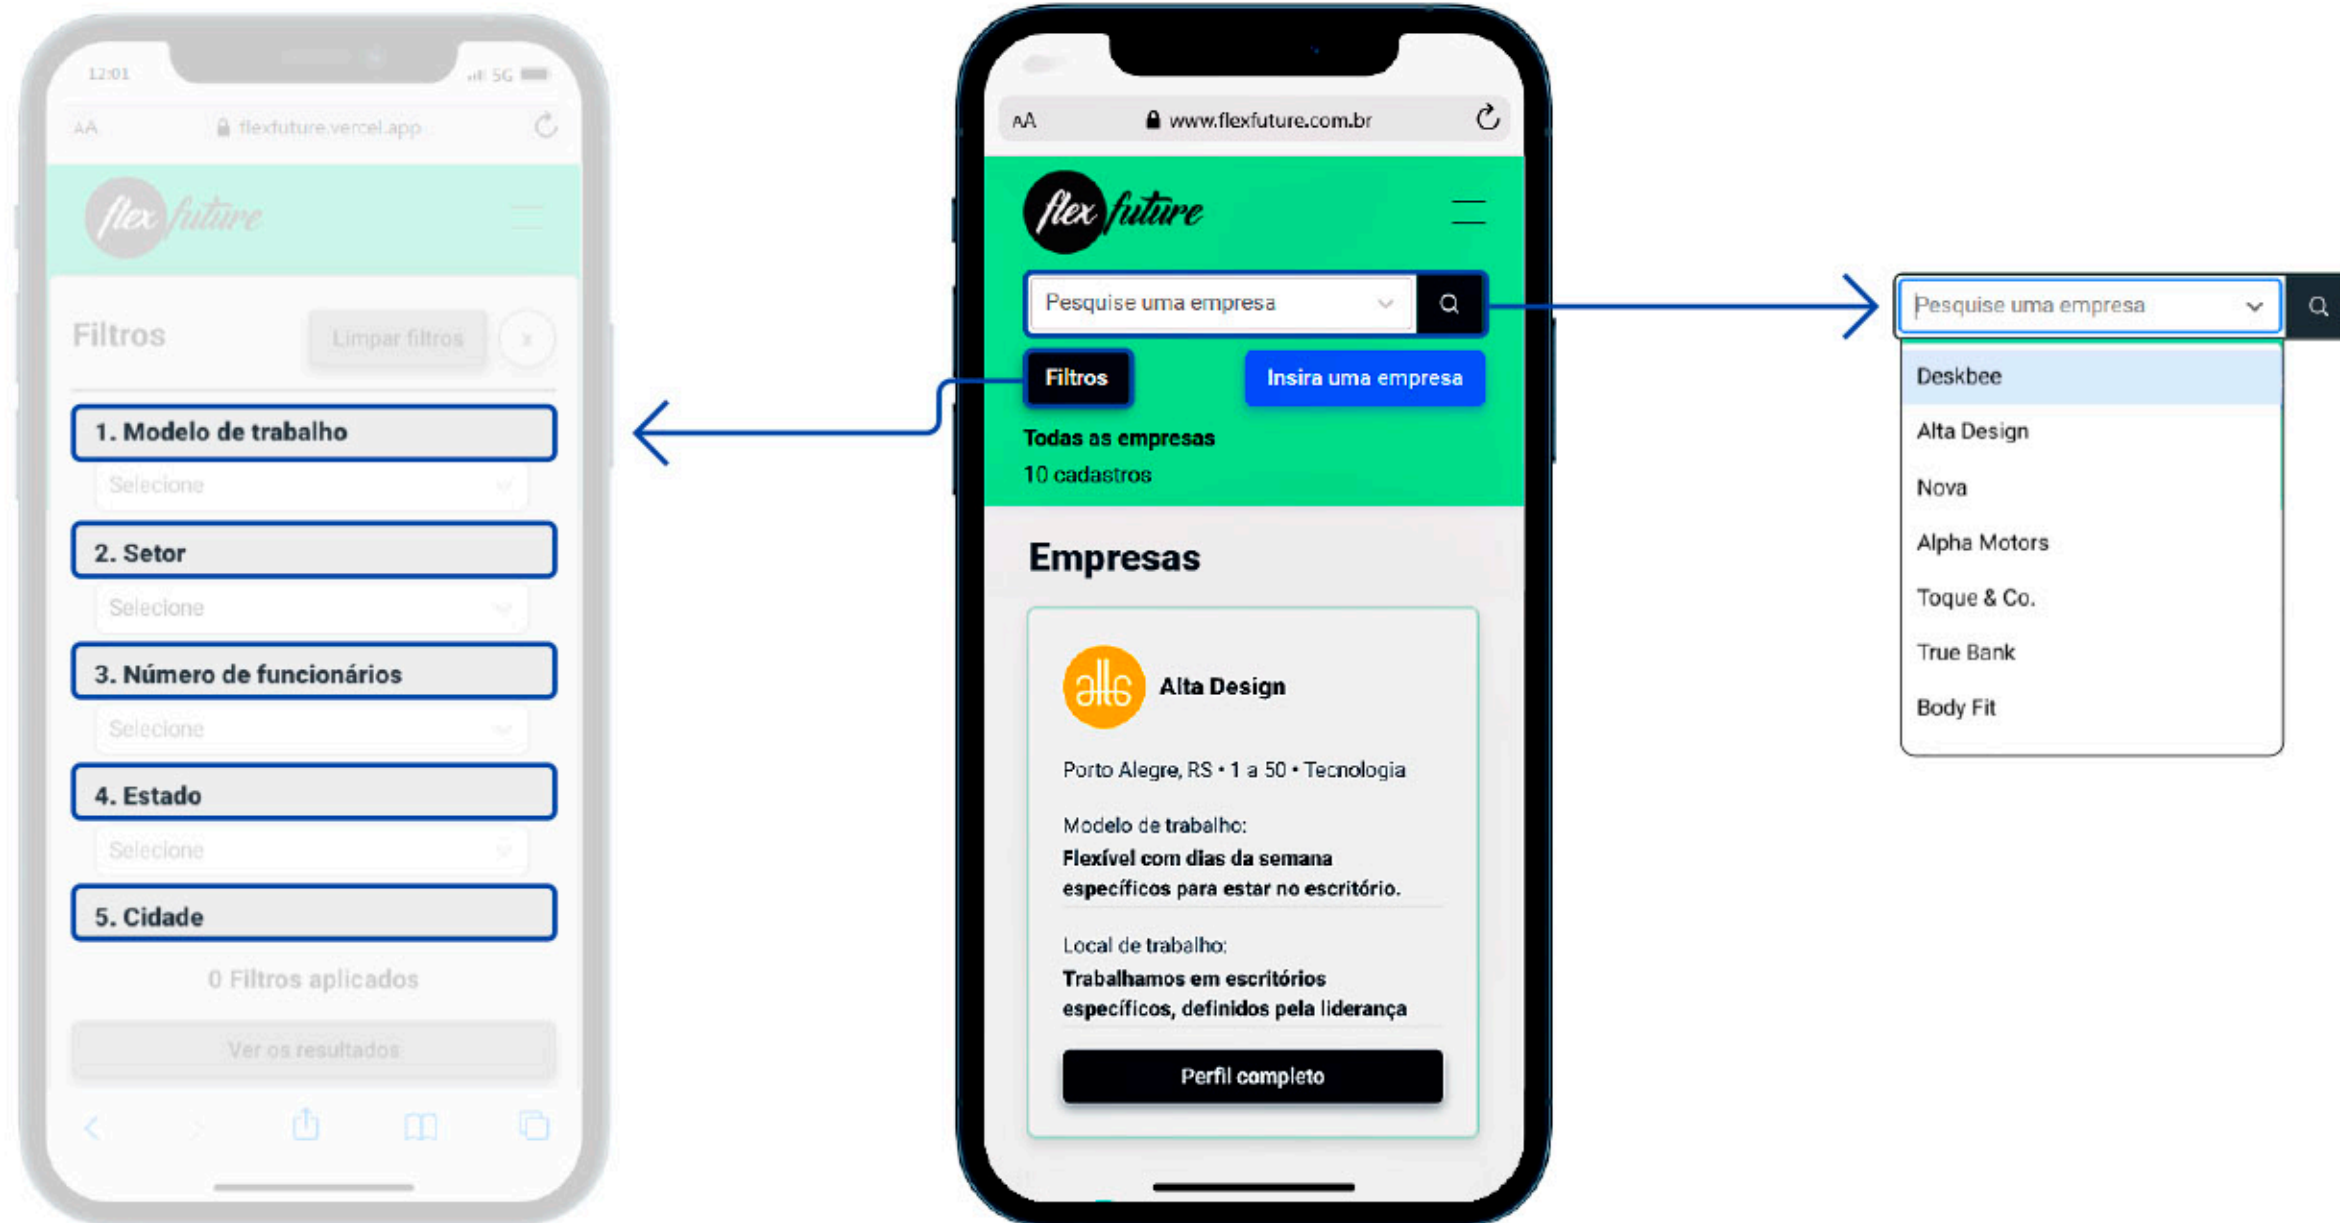 12:01
5G
AA
flexfuture.vercel.app
flex future
Filtros
Limpar filtros
x
1. Modelo de trabalho
Selecione
2. Setor
Selecione
3. Número de funcionários
Selecione
4. Estado
Selecione
5. Cidade
0 Filtros aplicados
Ver os resultados
AA
www.flexfuture.com.br
flex future
Pesquise uma empresa
Filtros
Insira uma empresa
Todas as empresas
10 cadastros
Empresas
Alta Design
Porto Alegre, RS • 1 a 50 • Tecnologia
Modelo de trabalho:
Flexível com dias da semana
específicos para estar no escritório.
Local de trabalho:
Trabalhamos em escritórios
específicos, definidos pela liderança
Perfil completo
Pesquise uma empresa
Deskbee
Alta Design
Nova
Alpha Motors
Toque & Co.
True Bank
Body Fit